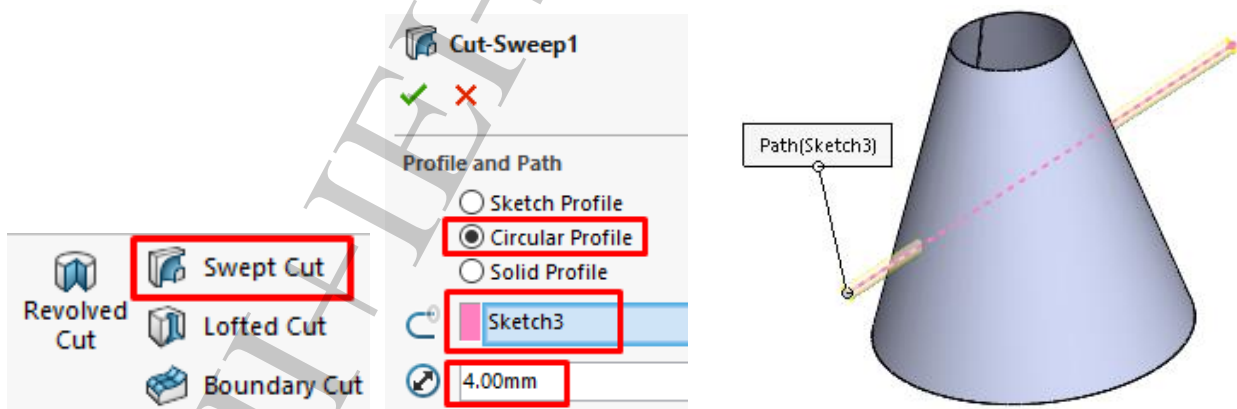 Swept Cut
Revolved
Cut
Lofted Cut
Boundary Cut
Cut-Sweep1
Profile and Path
Sketch Profile
Circular Profile
Solid Profile
Sketch3
4.00mm
Path(Sketch3)